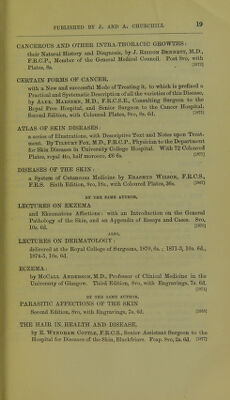 PUBLISHED BY J. AND A. CHURCHILL 19
CANCEROUS AND OTHER INTRA-THORACIC GROWTHS:
their Natural History and Diagnosis, by J. RISDON BENNETT, M.D.,
F.R.C.P., Member of the General Medical Council. Post 8vo, with
Plates, 8s. [1872]
CERTAIN FORMS OF CANCER,
with a New and successful Mode of Treating it, to which is prefixed a
Practical and Systematic Description of all the varieties of this Disease,
by ALEX. MARSDEN, M.D., F.R.C.S.E., Consulting Surgeon to the
Royal Free Hospital, and Senior Surgeon to the Cancer Hospital.
Second Edition, with Coloured Plates, 8vo, 8s. 6d. [1873]
ATLAS OF SKIN DISEASES:
a series of Illustrations, with Descriptive Text and Notes upon Treat-
ment. By TILBURY FOX, M.D., F.R.C.P., Physician to the Department
for Skin Diseases in University College Hospital. With 72 Coloured
Plates, royal 4to, half morocco, £6 6s. [1877]
DISEASES OF THE SKIN:
a System of Cutaneous Medicine by ERASMUS WILSON, F.R.C.S.,
F.R.S. Sixth Edition, 8vo, 18s., with Coloured Plates, 36s. [1867]
BY THE SAME AUTHOR,
LECTURES ON EKZEMA
and Ekzematous Affections: with an Introduction on the General
Pathology of the Skin, and an Appendix of Essays and Cases. 8vo,
10s. 6d. [1870]
ALSO,
LECTURES ON DERMATOLOGY:
delivered at the Royal College of Surgeons, 1870, 6s.; 1871-3, 10s. 6d.,
1874-5, 10s. 6d.
ECZEMA:
by McCALL ANDERSON, M.D., Professor of Clinical Medicine in the
University of Glasgow. Third Edition, 8vo, with Engravings, 7s. 6d.
[1874]
BY THE SAME AUTHOR,
PARASITIC AFFECTIONS OF THE SKIN
Second Edition, 8vo, with Engravings, 7s. 6d. [1868]
THE HAIR IN HEALTH AND DISEASE,
by E. WYNDHAM COTTLE, F.R.C.S., Senior Assistant Surgeon to the
Hospital for Diseases of the Skin, Blackfriars. Fcap. 8vo, 2s. 6d. [1877]